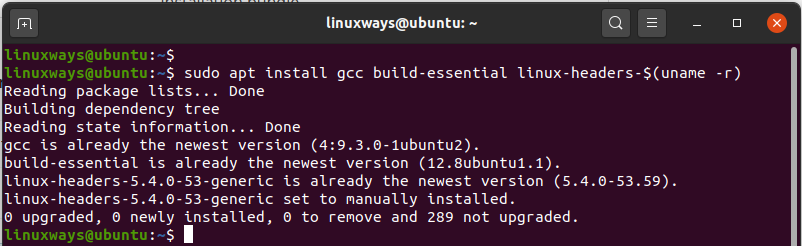 linuxways@ubuntu: ~
linuxways@ubuntu:~$
linuxways@ubuntu:~$ sudo apt install gcc build-essential linux-headers-$(uname -r)
Reading package lists... Done
Building dependency tree
Reading state information... Done
gcc is already the newest version (4:9.3.0-1ubuntu2).
build-essential is already the newest version (12.8ubuntu1.1).
linux-headers-5.4.0-53-generic is already the newest version (5.4.0-53.59).
linux-headers-5.4.0-53-generic set to manually installed.
0 upgraded, 0 newly installed, 0 to remove and 289 not upgraded.
linuxways@ubuntu:~$